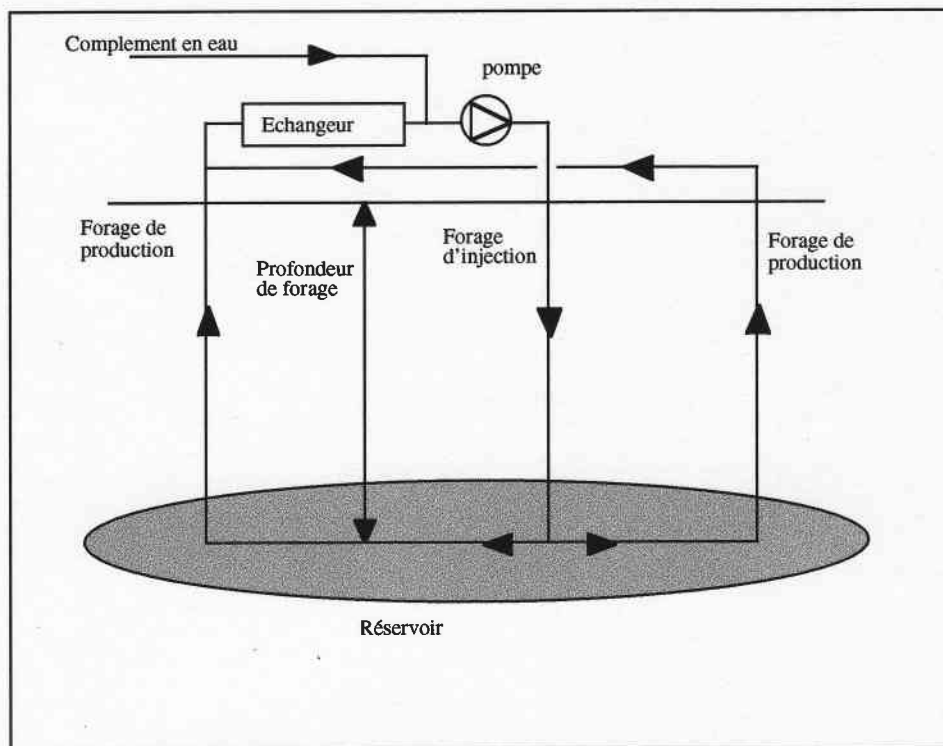 Complement en eau
pompe
Echangeur
Forage de
production
Profondeur
de forage
Forage
d'injection
Forage de
production
Réservoir